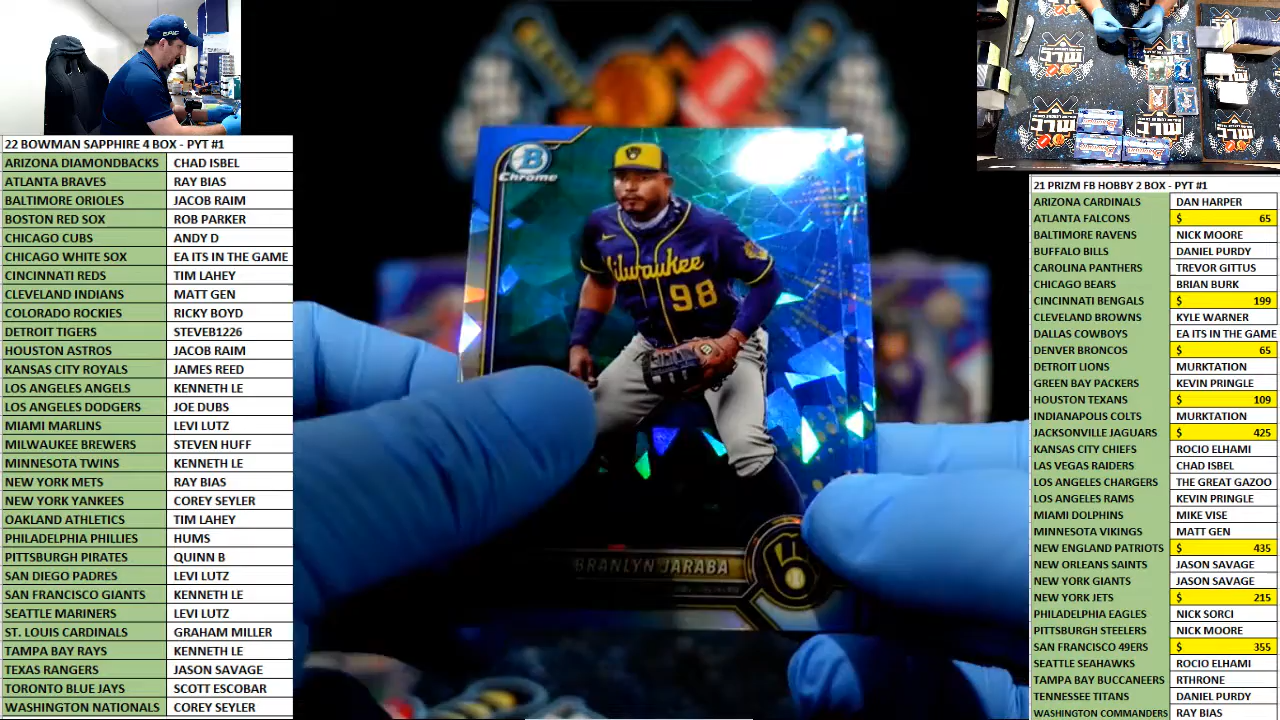 EPIC
22 BOWMAN SAPPHIRE 4 BOX - PYT #1
ARIZONA DIAMONDBACKS CHAD ISBEL
ATLANTA BRAVES RAY BIAS
BALTIMORE ORIOLES JACOB RAIM
BOSTON RED SOX ROB PARKER
CHICAGO CUBS ANDY D
CHICAGO WHITE SOX EA ITS IN THE GAME
CINCINNATI REDS TIM LAHEY
CLEVELAND INDIANS MATT GEN
COLORADO ROCKIES RICKY BOYD
DETROIT TIGERS STEVEB1226
HOUSTON ASTROS JACOB RAIM
KANSAS CITY ROYALS JAMES REED
LOS ANGELES ANGELS KENNETH LE
LOS ANGELES DODGERS JOE DUBS
MIAMI MARLINS LEVI LUTZ
MILWAUKEE BREWERS STEVEN HUFF
MINNESOTA TWINS KENNETH LE
NEW YORK METS RAY BIAS
NEW YORK YANKEES COREY SEYLER
OAKLAND ATHLETICS TIM LAHEY
PHILADELPHIA PHILLIES HUMS
PITTSBURGH PIRATES QUINN B
SAN DIEGO PADRES LEVI LUTZ
SAN FRANCISCO GIANTS KENNETH LE
SEATTLE MARINERS LEVI LUTZ
ST. LOUIS CARDINALS GRAHAM MILLER
TAMPA BAY RAYS KENNETH LE
TEXAS RANGERS JASON SAVAGE
TORONTO BLUE JAYS SCOTT ESCOBAR
WASHINGTON NATIONALS COREY SEYLER
B
Chrome
Milwaukee
98
BRANLYN JARABA
21 PRIZM FB HOBBY 2 BOX - PYT #1
ARIZONA CARDINALS DAN HARPER
ATLANTA FALCONS $ 65
BALTIMORE RAVENS NICK MOORE
BUFFALO BILLS DANIEL PURDY
CAROLINA PANTHERS TREVOR GITTUS
CHICAGO BEARS BRIAN BURK
CINCINNATI BENGALS $ 199
CLEVELAND BROWNS KYLE WARNER
DALLAS COWBOYS EA ITS IN THE GAME
DENVER BRONCOS $ 65
DETROIT LIONS MURKTATION
GREEN BAY PACKERS KEVIN PRINGLE
HOUSTON TEXANS $ 109
INDIANAPOLIS COLTS MURKTATION
JACKSONVILLE JAGUARS $ 425
KANSAS CITY CHIEFS ROCIO ELHAMI
LAS VEGAS RAIDERS CHAD ISBEL
LOS ANGELES CHARGERS THE GREAT GAZOO
LOS ANGELES RAMS KEVIN PRINGLE
MIAMI DOLPHINS MIKE VISE
MINNESOTA VIKINGS MATT GEN
NEW ENGLAND PATRIOTS $ 435
NEW ORLEANS SAINTS JASON SAVAGE
NEW YORK GIANTS JASON SAVAGE
NEW YORK JETS $ 215
PHILADELPHIA EAGLES NICK SORCI
PITTSBURGH STEELERS NICK MOORE
SAN FRANCISCO 49ERS $ 355
SEATTLE SEAHAWKS ROCIO ELHAMI
TAMPA BAY BUCCANEERS RTHRONE
TENNESSEE TITANS DANIEL PURDY
WASHINGTON COMMANDERS RAY BIAS